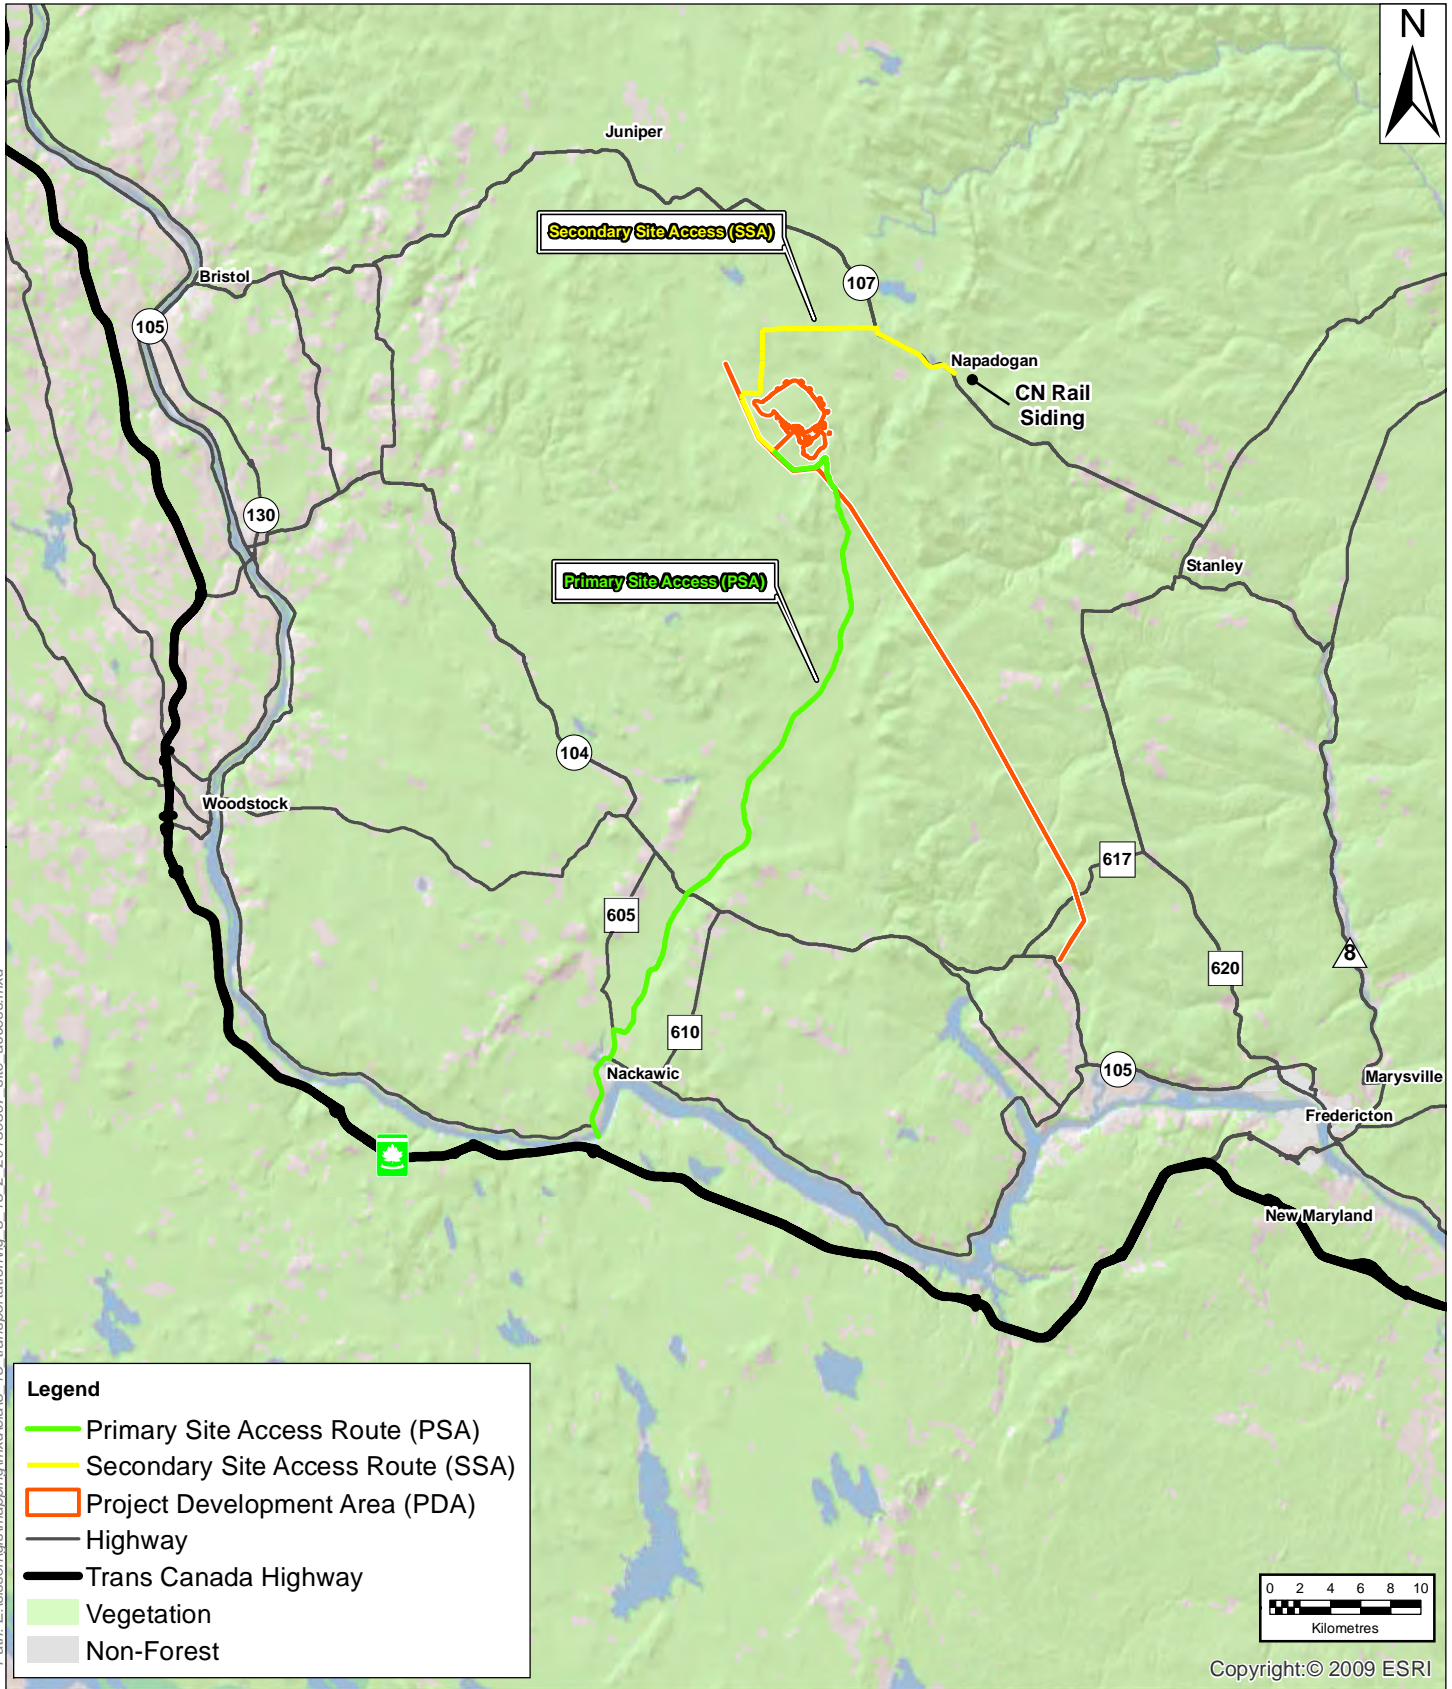 N
Juniper
Secondary Site Access (SSA)
Bristol
107
105
Napadogan
CN Rail
Siding
130
Stanley
Primary Site Access (PSA)
104
Woodstock
617
605
620
8
610
Nackawic
105
Marysville
Fredericton
New Maryland
Legend
Primary Site Access Route (PSA)
Secondary Site Access Route (SSA)
Project Development Area (PDA)
Highway
Trans Canada Highway
Vegetation
Non-Forest
0 2 4 6 8 10
Kilometres
Copyright:© 2009 ESRI